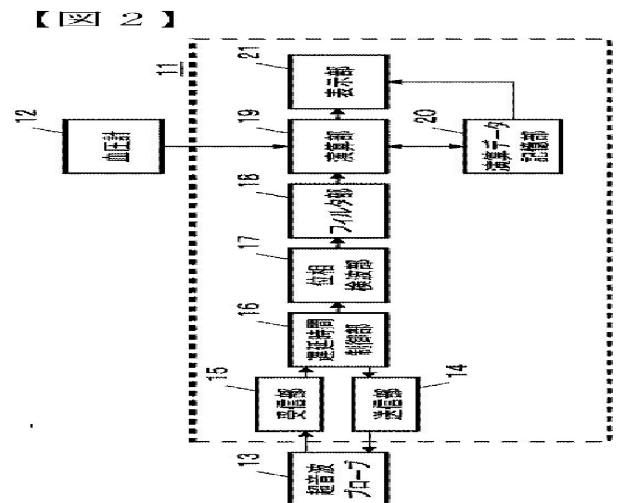 【図２】
11
12
血圧計
21
表示部
19
演算部
20
演算データ
記憶部
18
フィルタ部
17
位相
検波部
16
遅延時間
制御部
15
受信部
14
送信部
13
超音波
プローブ